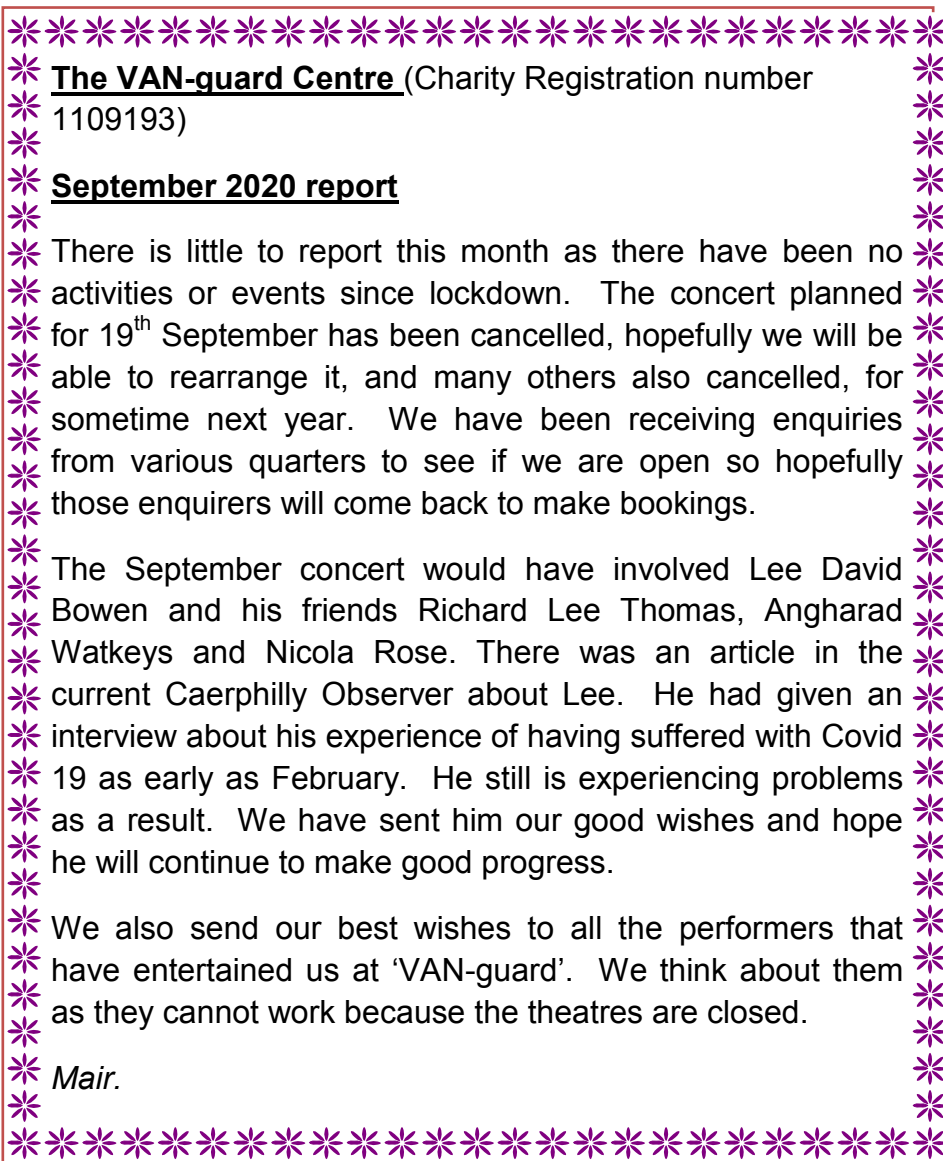 The VAN-guard Centre (Charity Registration number
1109193)
September 2020 report
There is little to report this month as there have been no
activities or events since lockdown. The concert planned
for 19th September has been cancelled, hopefully we will be
able to rearrange it, and many others also cancelled, for
sometime next year. We have been receiving enquiries
from various quarters to see if we are open so hopefully
those enquirers will come back to make bookings.
The September concert would have involved Lee David
Bowen and his friends Richard Lee Thomas, Angharad
Watkeys and Nicola Rose. There was an article in the
current Caerphilly Observer about Lee. He had given an
interview about his experience of having suffered with Covid
19 as early as February. He still is experiencing problems
as a result. We have sent him our good wishes and hope
he will continue to make good progress.
We also send our best wishes to all the performers that
have entertained us at ‘VAN-guard’. We think about them
as they cannot work because the theatres are closed.
Mair.